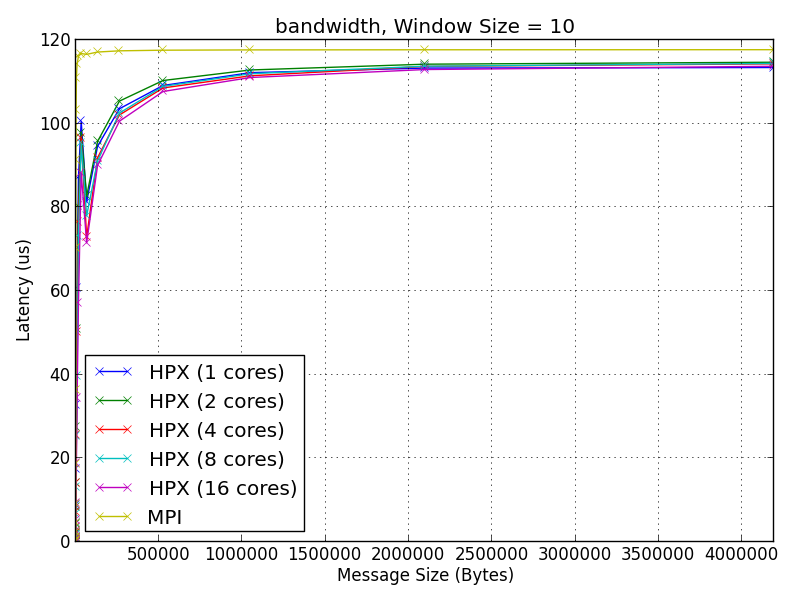 bandwidth, Window Size = 10
120
100
80
60
40
20
0
Latency (us)
HPX (1 cores)
HPX (2 cores)
HPX (4 cores)
HPX (8 cores)
HPX (16 cores)
MPI
500000 1000000 1500000 2000000 2500000 3000000 3500000 4000000
Message Size (Bytes)